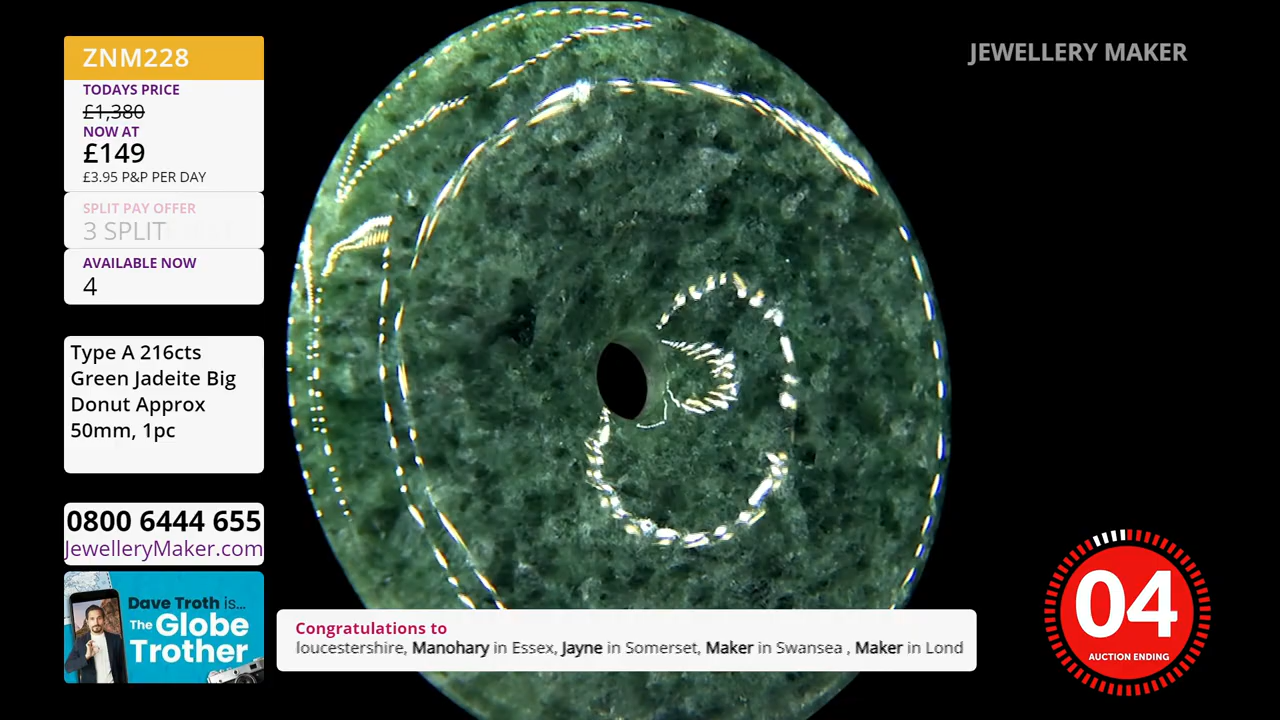 ZNM228
TODAYS PRICE
£1,380
NOW AT
£149
£3.95 P&P PER DAY
SPLIT PAY OFFER
3 SPLIT
AVAILABLE NOW
4
Type A 216cts
Green Jadeite Big
Donut Approx
50mm, 1pc
0800 6444 655
JewelleryMaker.com
Dave Troth is...
The Globe
Trother
JEWELLERY MAKER
Congratulations to
loucestershire, Manohary in Essex, Jayne in Somerset, Maker in Swansea , Maker in Lond
04
AUCTION ENDING